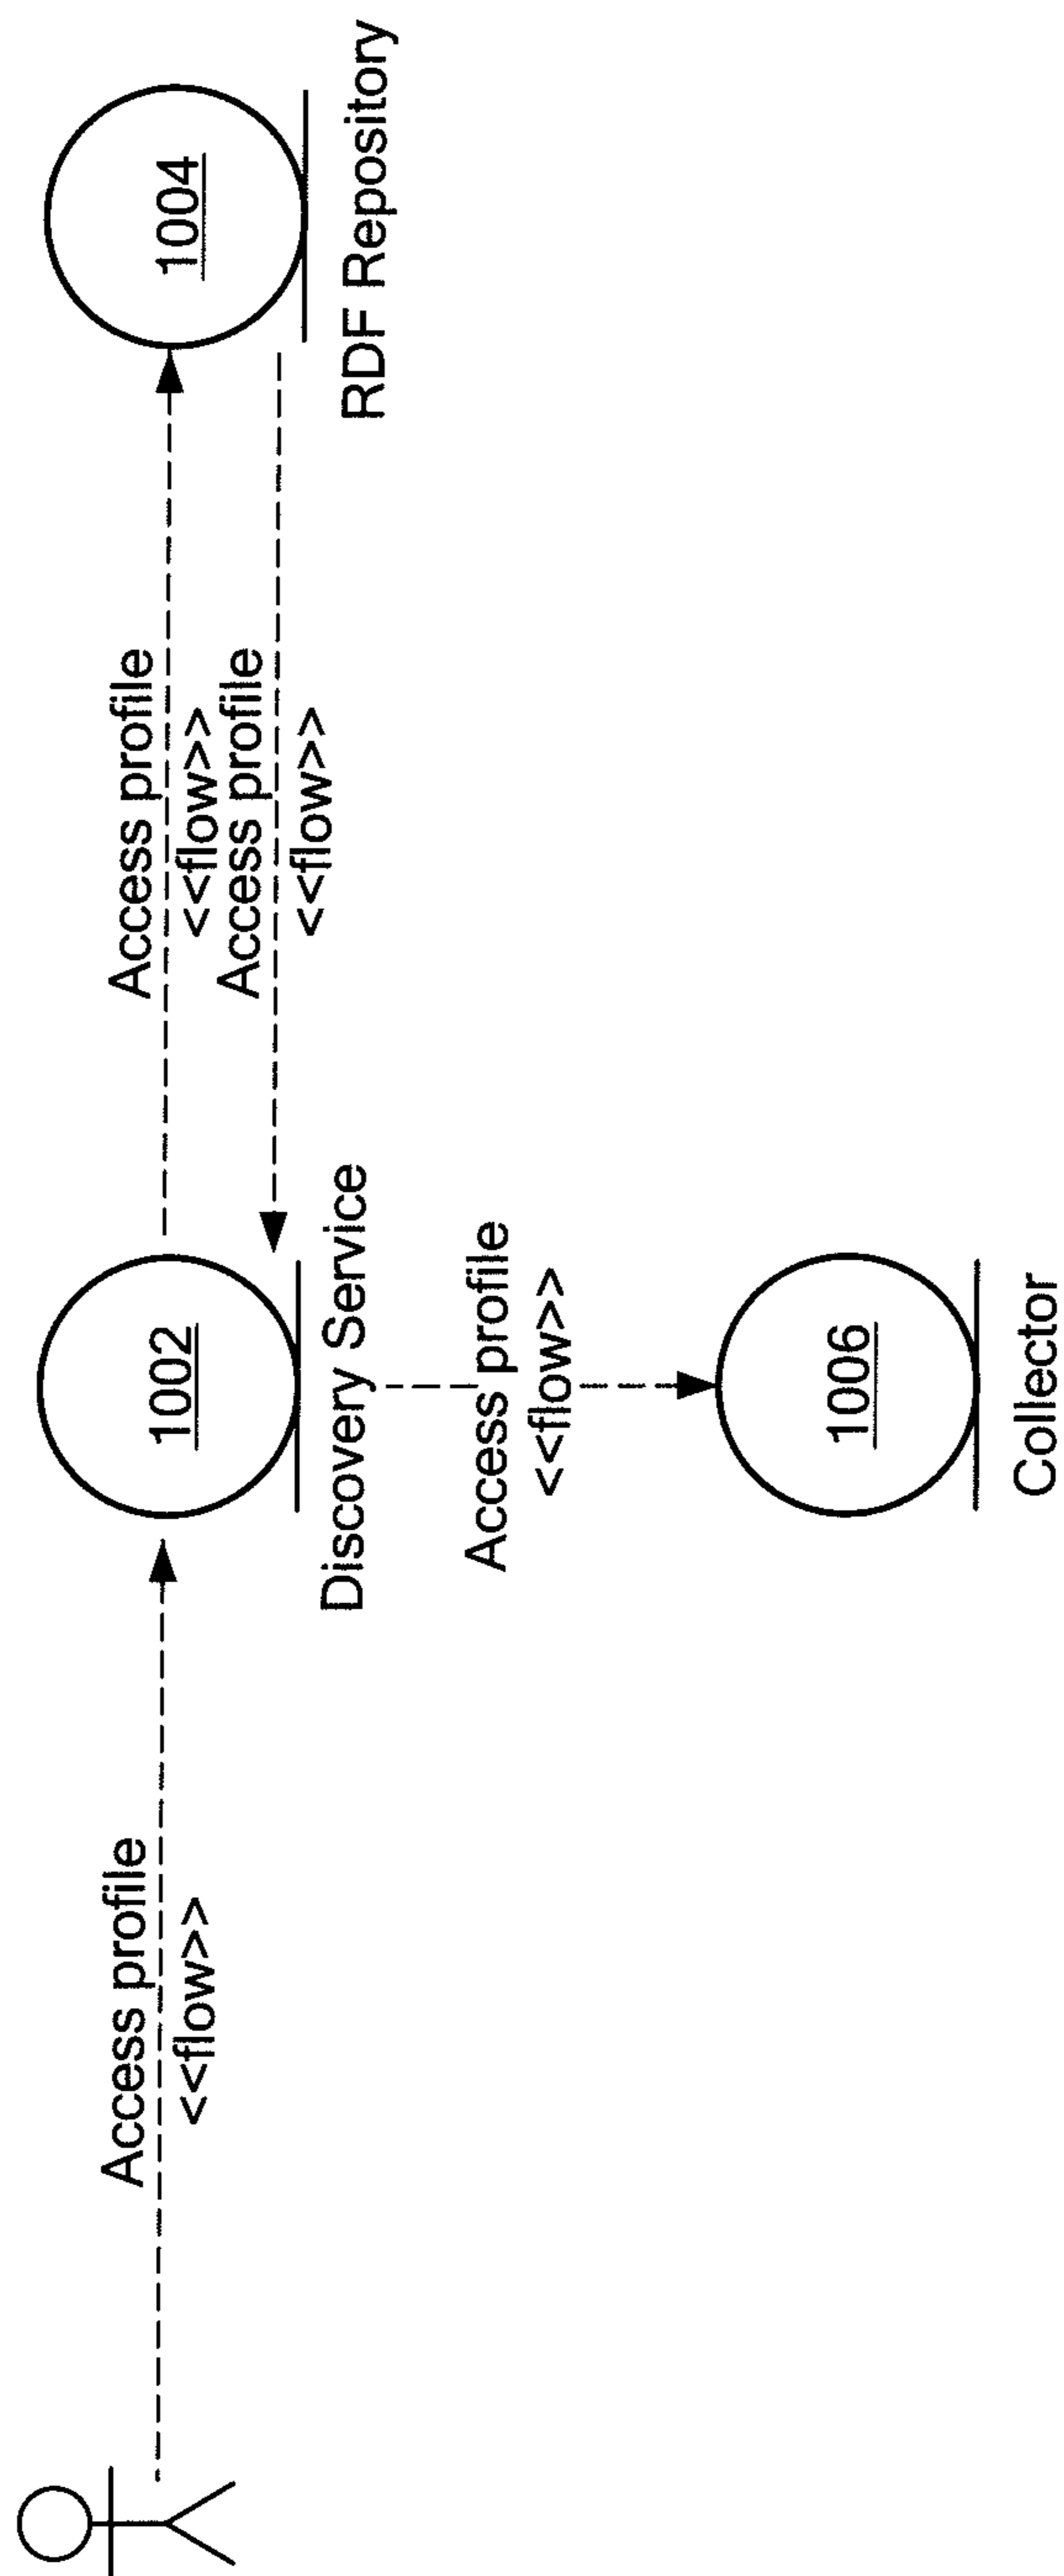 Access profile
<<flow>>
1002
Discovery Service
Access profile
<<flow>>
Access profile
<<flow>>
1004
RDF Repository
Access profile
<<flow>>
1006
Collector